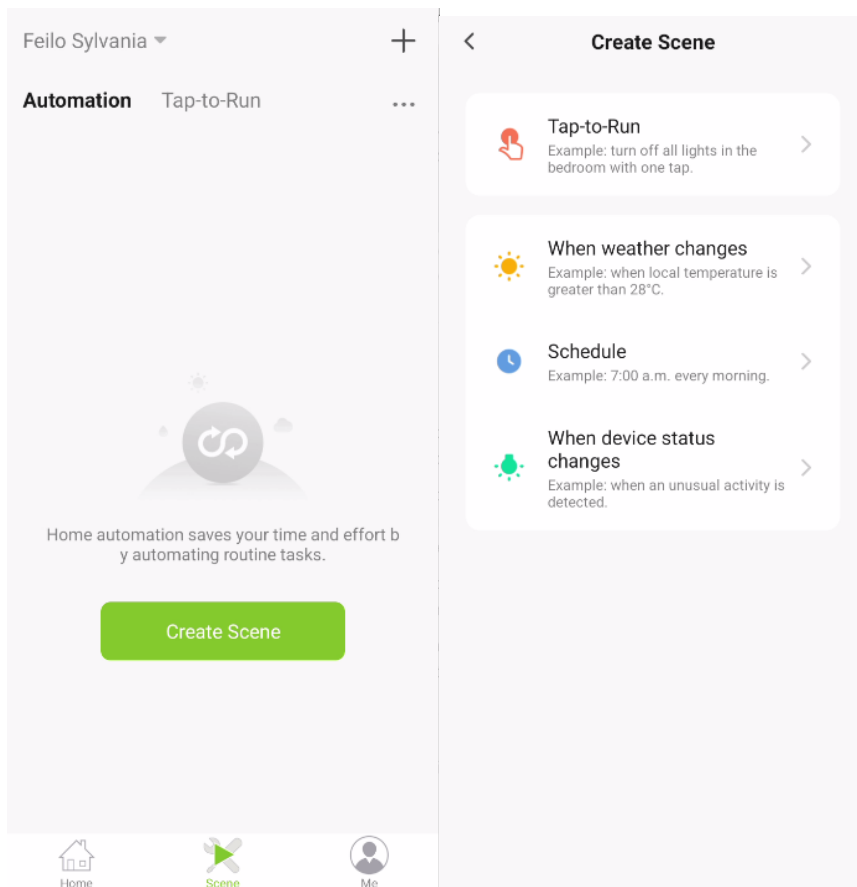 Feilo Sylvania
Automation Tap-to-Run
Home automation saves your time and effort b
y automating routine tasks.
Create Scene
Home Scene Me
Create Scene
Tap-to-Run
Example: turn off all lights in the
bedroom with one tap.
When weather changes
Example: when local temperature is
greater than 28°C.
Schedule
Example: 7:00 a.m. every morning.
When device status
changes
Example: when an unusual activity is
detected.